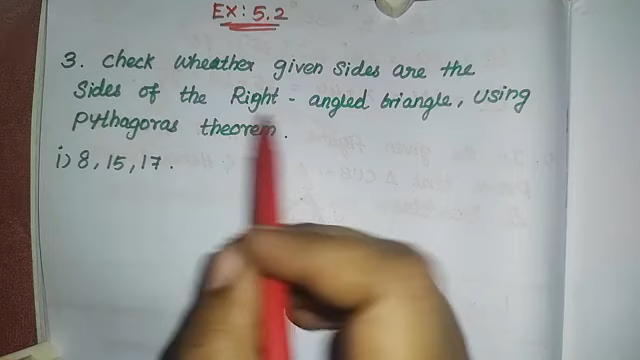 EX: 5.2
3. Check wheather given sides are the
Sides of the Right - angled triangle, using
Pythagoras theorem.
i) 8, 15, 17.